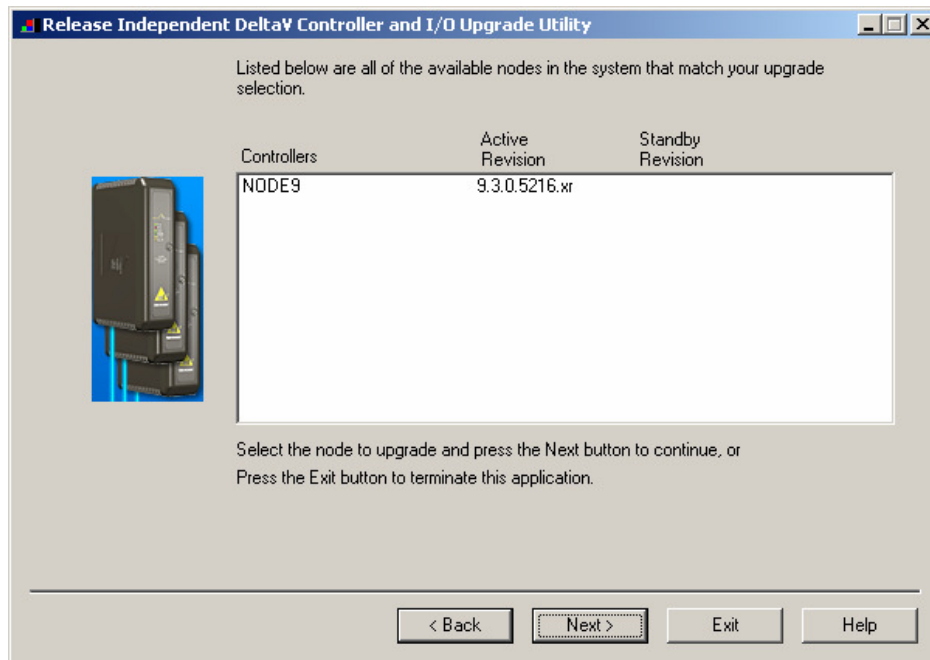 Release Independent DeltaV Controller and I/O Upgrade Utility
Listed below are all of the available nodes in the system that match your upgrade
selection.
Controllers Active Revision Standby Revision
NODE9 9.3.0.5216.xr
Select the node to upgrade and press the Next button to continue, or
Press the Exit button to terminate this application.
< Back Next > Exit Help